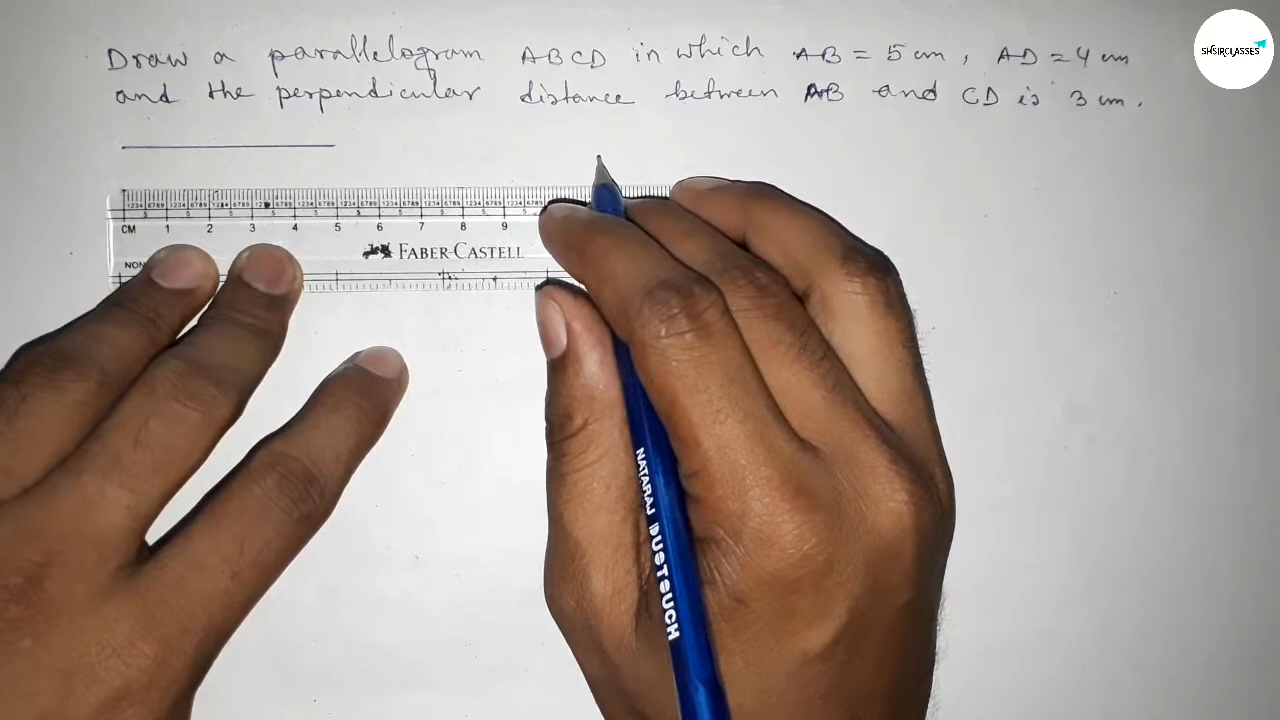 Draw a parallelogram ABCD in which AB = 5 cm, AD = 4 cm
and the perpendicular distance between AB and CD is 3 cm.
SHSIRCLASSES
CM 1 2 3 4 5 6 7 8 9
FABER-CASTELL
NON
NATARAJ DUSTSUCH